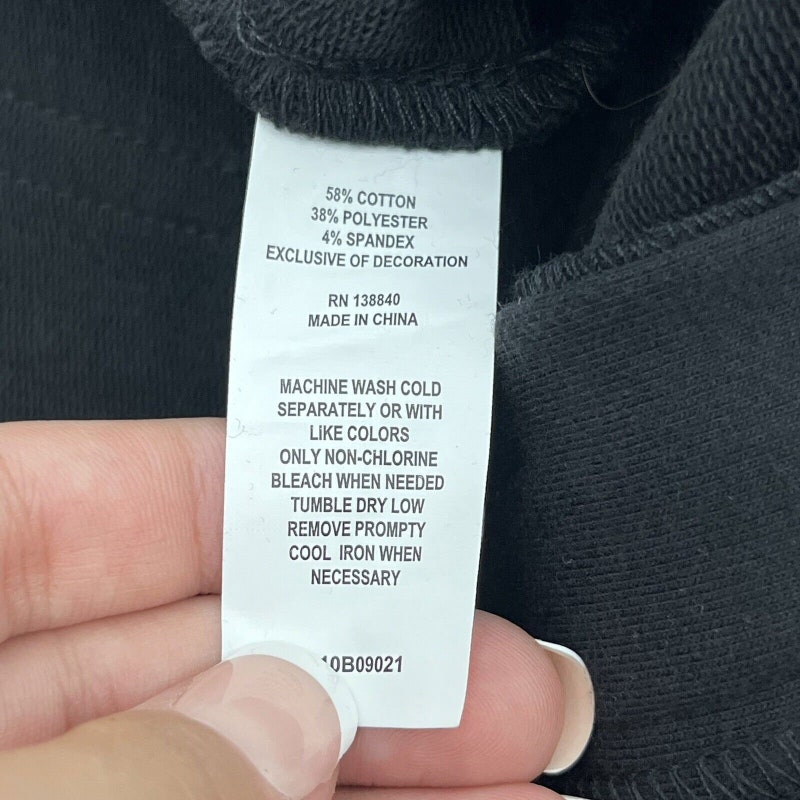 58% COTTON
38% POLYESTER
4% SPANDEX
EXCLUSIVE OF DECORATION
RN 138840
MADE IN CHINA
MACHINE WASH COLD
SEPARATELY OR WITH
LiKE COLORS
ONLY NON-CHLORINE
BLEACH WHEN NEEDED
TUMBLE DRY LOW
REMOVE PROMPTY
COOL IRON WHEN
NECESSARY
10B09021